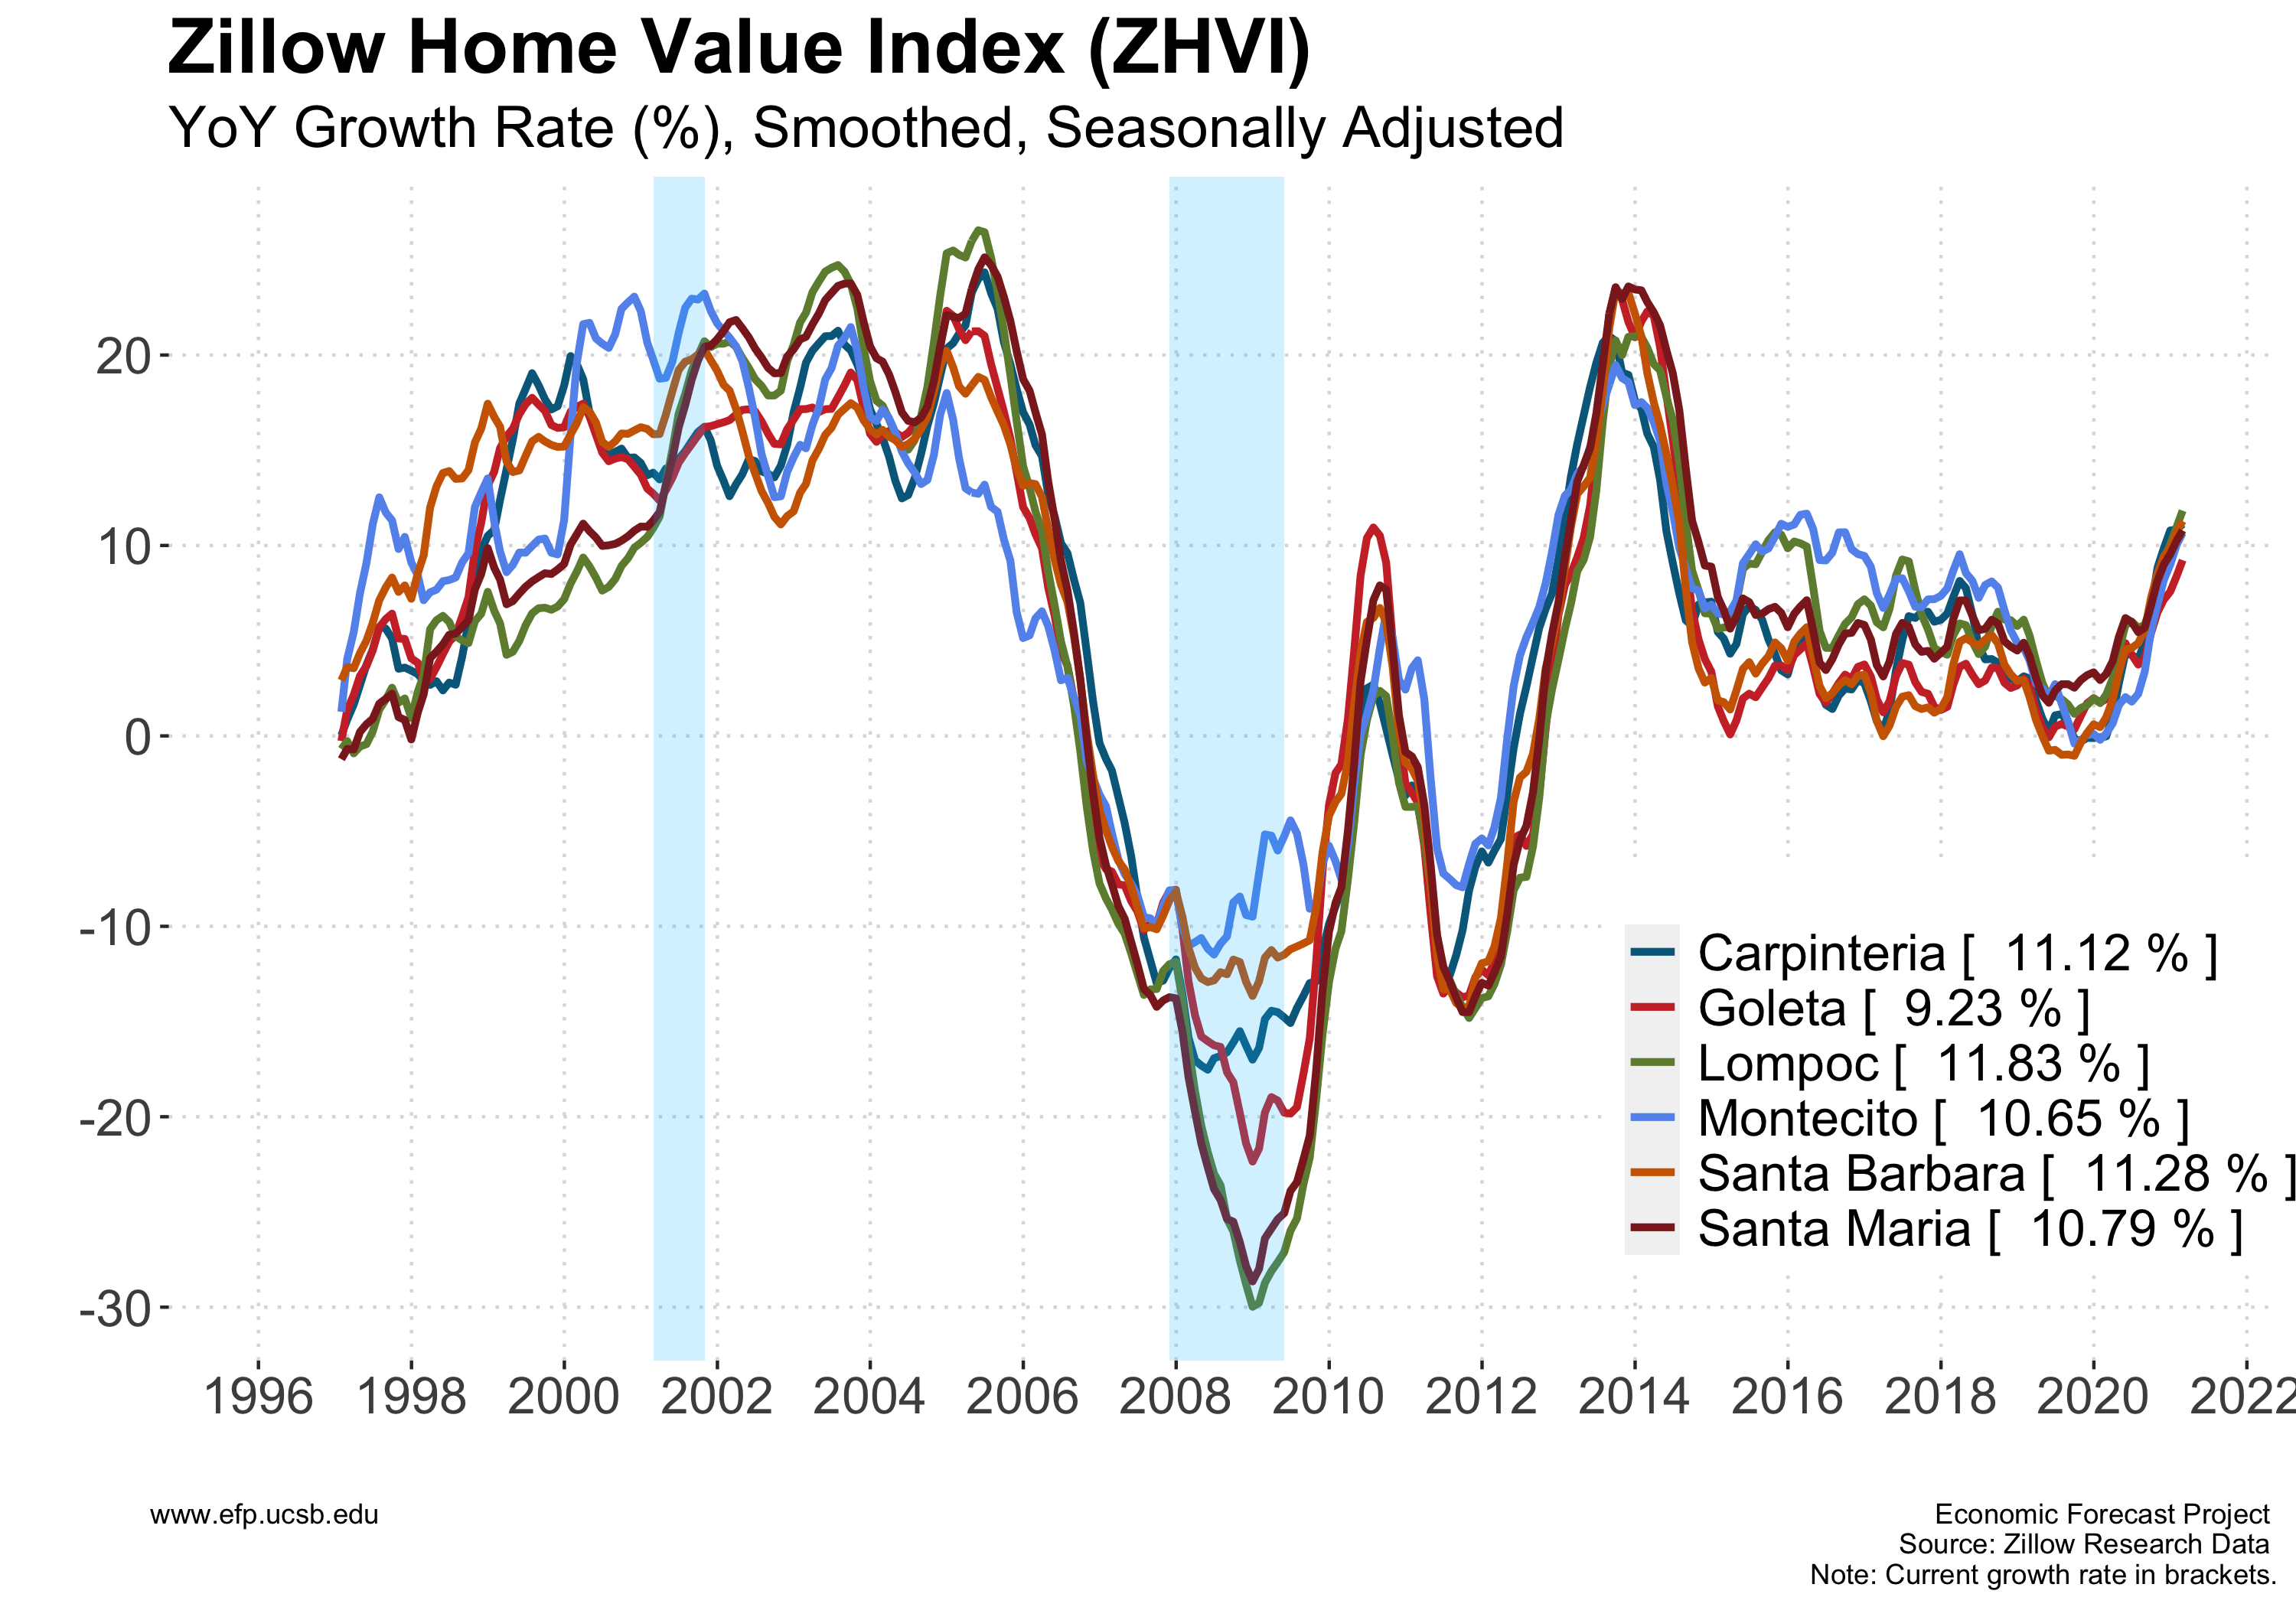 Zillow Home Value Index (ZHVI)
YoY Growth Rate (%), Smoothed, Seasonally Adjusted
20
10
0
-10
-20
-30
Carpinteria [  11.12 % ]
Goleta [  9.23 % ]
Lompoc [  11.83 % ]
Montecito [  10.65 % ]
Santa Barbara [  11.28 % ]
Santa Maria [  10.79 % ]
1996 1998 2000 2002 2004 2006 2008 2010 2012 2014 2016 2018 2020 2022
www.efp.ucsb.edu
Economic Forecast Project
Source: Zillow Research Data
Note: Current growth rate in brackets.